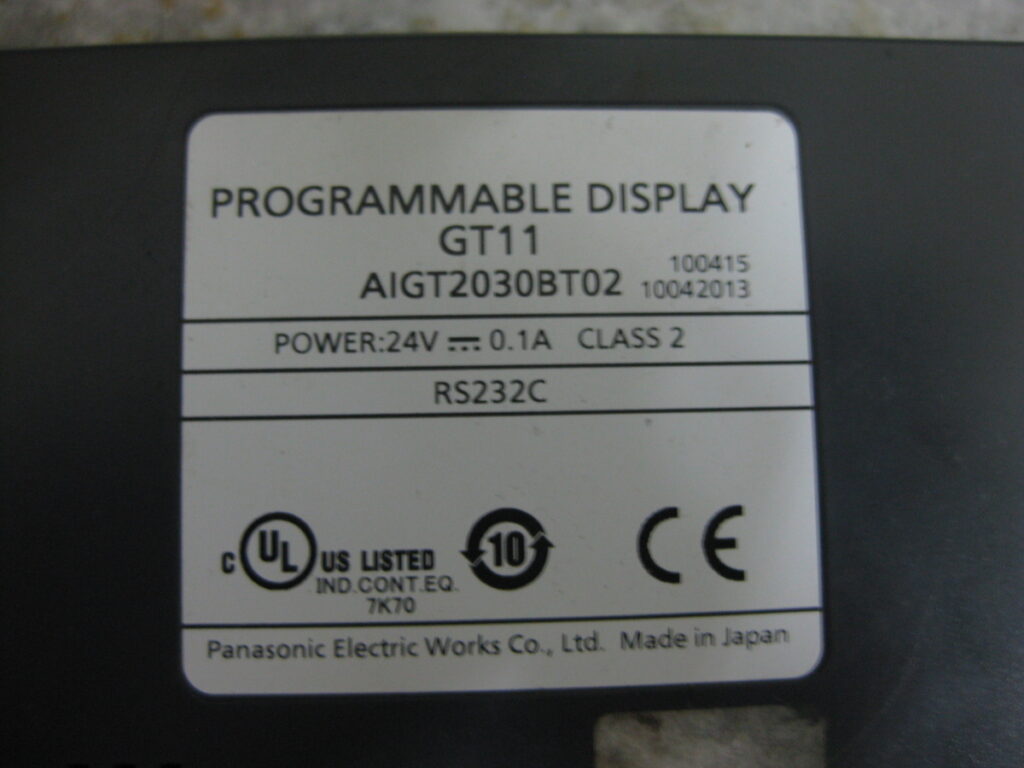 PROGRAMMABLE DISPLAY
GT11
AIGT2030BT02
100415
10042013
POWER:24V ⎓ 0.1A CLASS 2
RS232C
C UL US LISTED
IND.CONT.EQ.
7K70
10
CE
Panasonic Electric Works Co., Ltd. Made in Japan